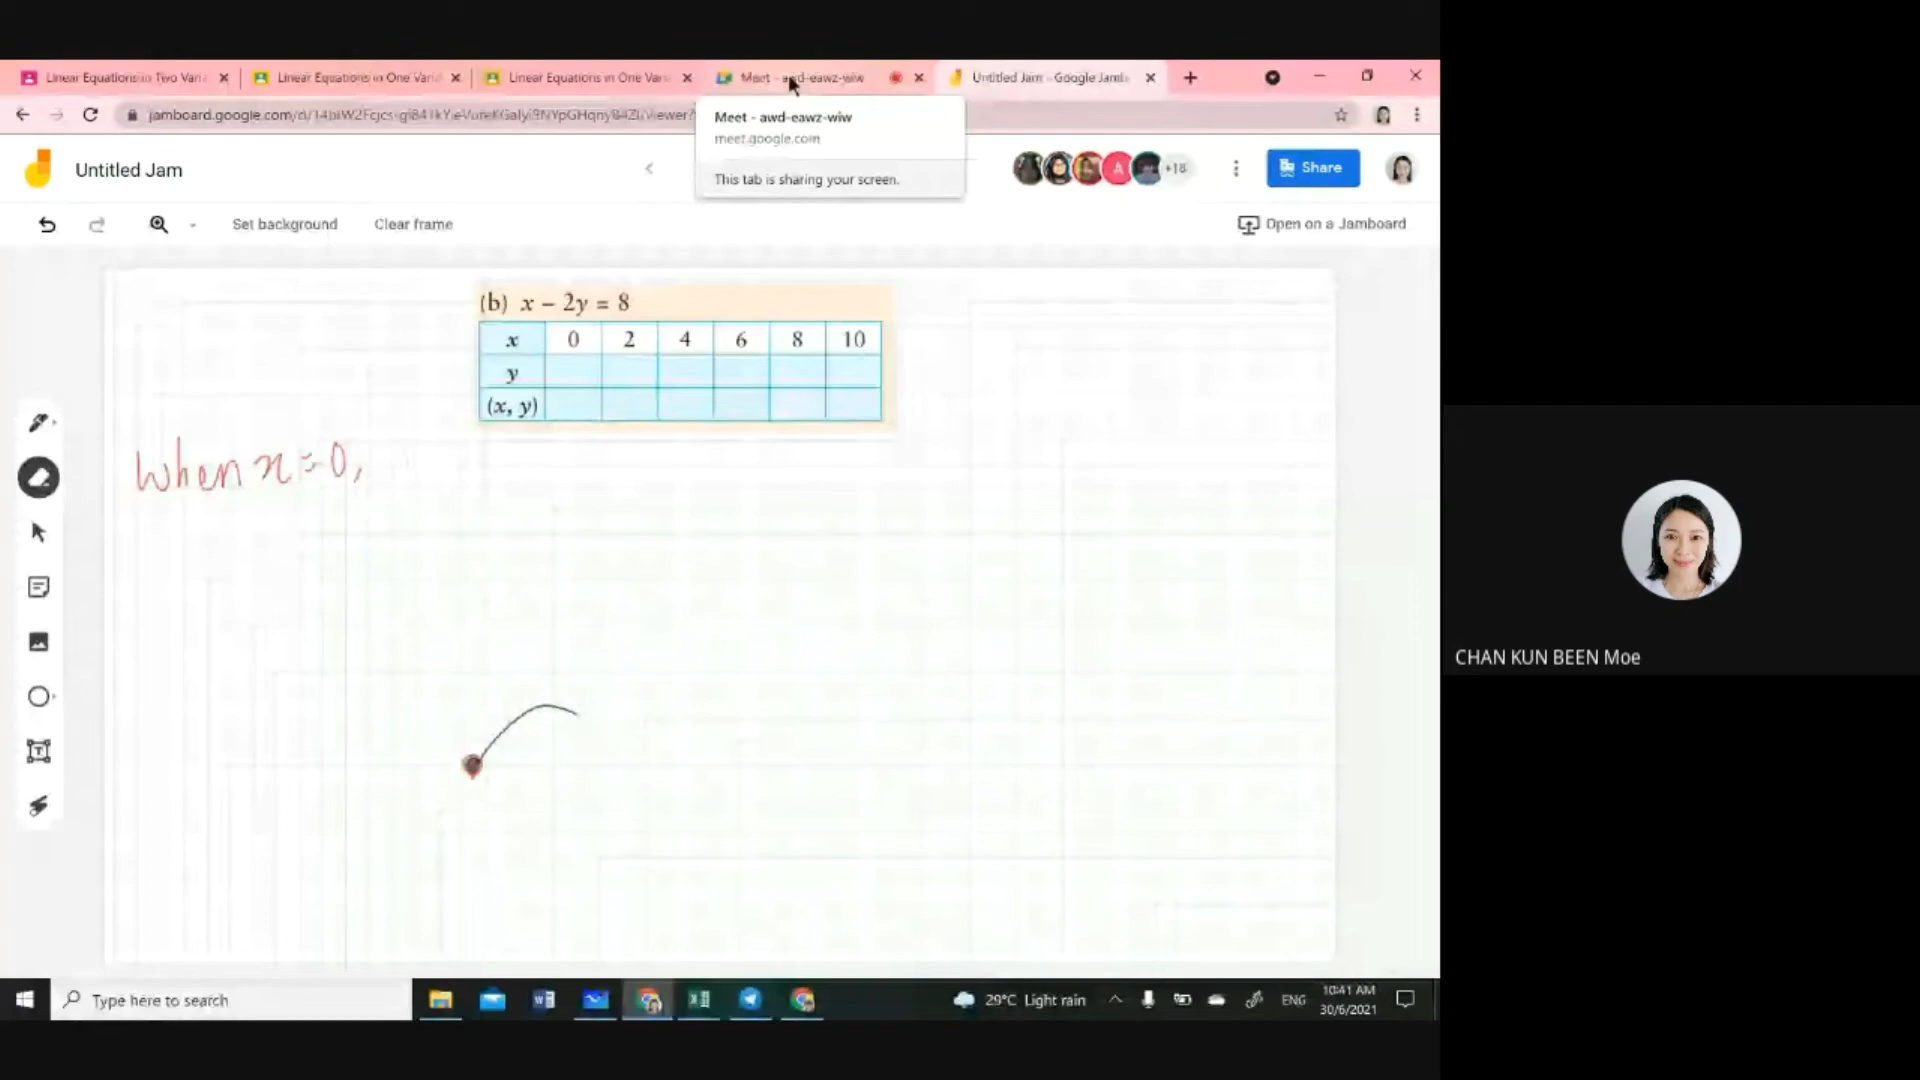 Linear Equations in Two Vari
Linear Equations in One Vari
Linear Equations in One Vari
Meet - awd-eawz-wiw
Untitled Jam - Google Jamb
Meet - awd-eawz-wiw
meet.google.com
This tab is sharing your screen.
Untitled Jam
+18
Share
Set background
Clear frame
Open on a Jamboard
(b) x − 2y = 8
x 0 2 4 6 8 10
y
(x, y)
When x = 0,
CHAN KUN BEEN Moe
Type here to search
29°C Light rain
ENG
10:41 AM
30/6/2021